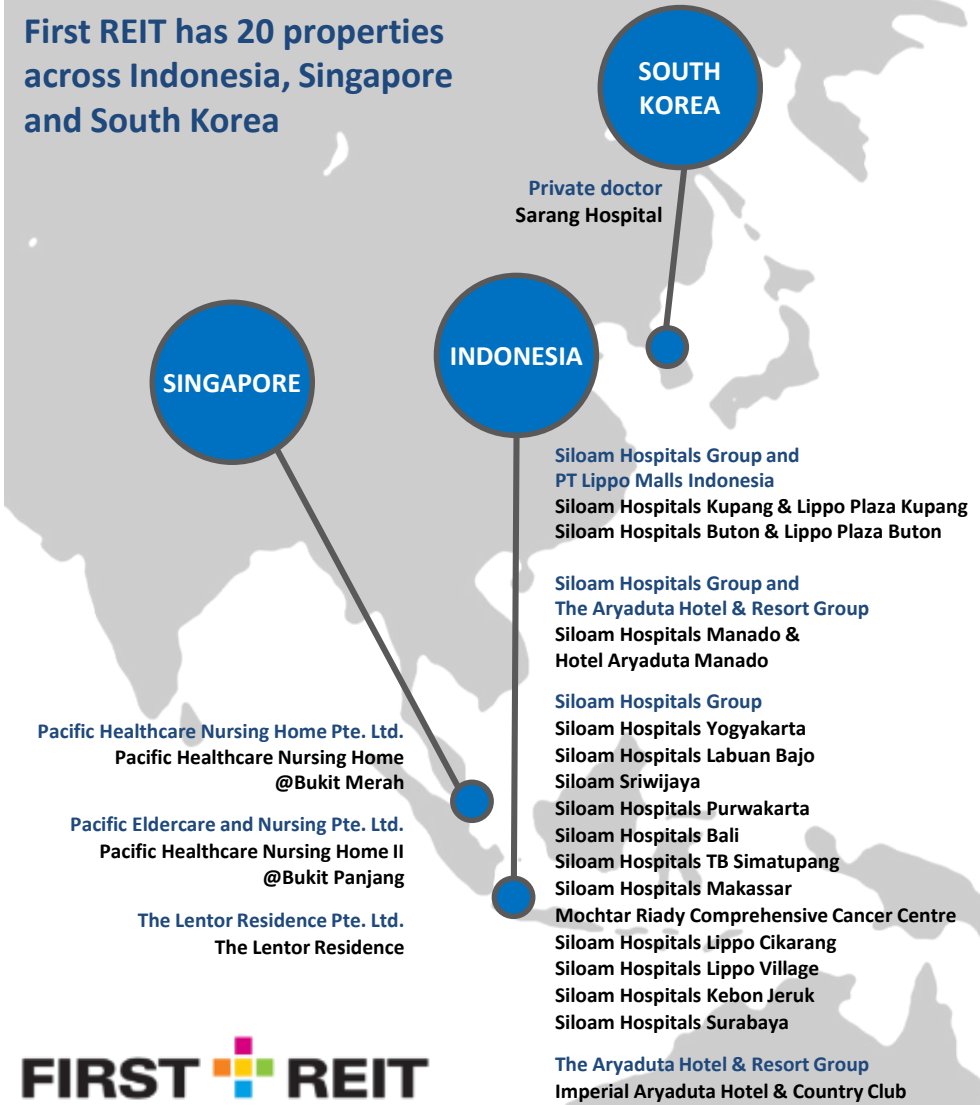 First REIT has 20 properties
across Indonesia, Singapore
and South Korea
SOUTH
KOREA
Private doctor
Sarang Hospital
SINGAPORE
INDONESIA
Siloam Hospitals Group and
PT Lippo Malls Indonesia
Siloam Hospitals Kupang & Lippo Plaza Kupang
Siloam Hospitals Buton & Lippo Plaza Buton
Siloam Hospitals Group and
The Aryaduta Hotel & Resort Group
Siloam Hospitals Manado &
Hotel Aryaduta Manado
Siloam Hospitals Group
Siloam Hospitals Yogyakarta
Siloam Hospitals Labuan Bajo
Siloam Sriwijaya
Siloam Hospitals Purwakarta
Siloam Hospitals Bali
Siloam Hospitals TB Simatupang
Siloam Hospitals Makassar
Mochtar Riady Comprehensive Cancer Centre
Siloam Hospitals Lippo Cikarang
Siloam Hospitals Lippo Village
Siloam Hospitals Kebon Jeruk
Siloam Hospitals Surabaya
The Aryaduta Hotel & Resort Group
Imperial Aryaduta Hotel & Country Club
Pacific Healthcare Nursing Home Pte. Ltd.
Pacific Healthcare Nursing Home
@Bukit Merah
Pacific Eldercare and Nursing Pte. Ltd.
Pacific Healthcare Nursing Home II
@Bukit Panjang
The Lentor Residence Pte. Ltd.
The Lentor Residence
FIRST REIT